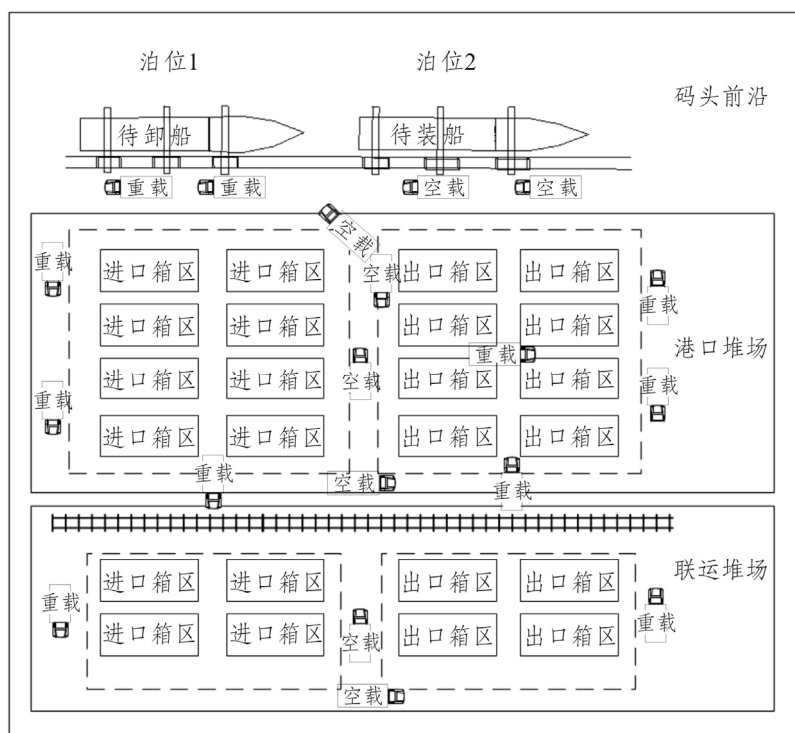 泊位1 泊位2
码头前沿
待卸船 待装船
重载 重载 空载 空载
空载
重载 进口箱区 进口箱区 空载 出口箱区 出口箱区
重载
进口箱区 进口箱区 出口箱区 出口箱区
重载 港口堆场
空载
重载 进口箱区 进口箱区 出口箱区 出口箱区 重载
进口箱区 进口箱区 出口箱区 出口箱区
重载 空载 重载
联运堆场
进口箱区 进口箱区 出口箱区 出口箱区
重载 重载
进口箱区 进口箱区 空载 出口箱区 出口箱区
空载